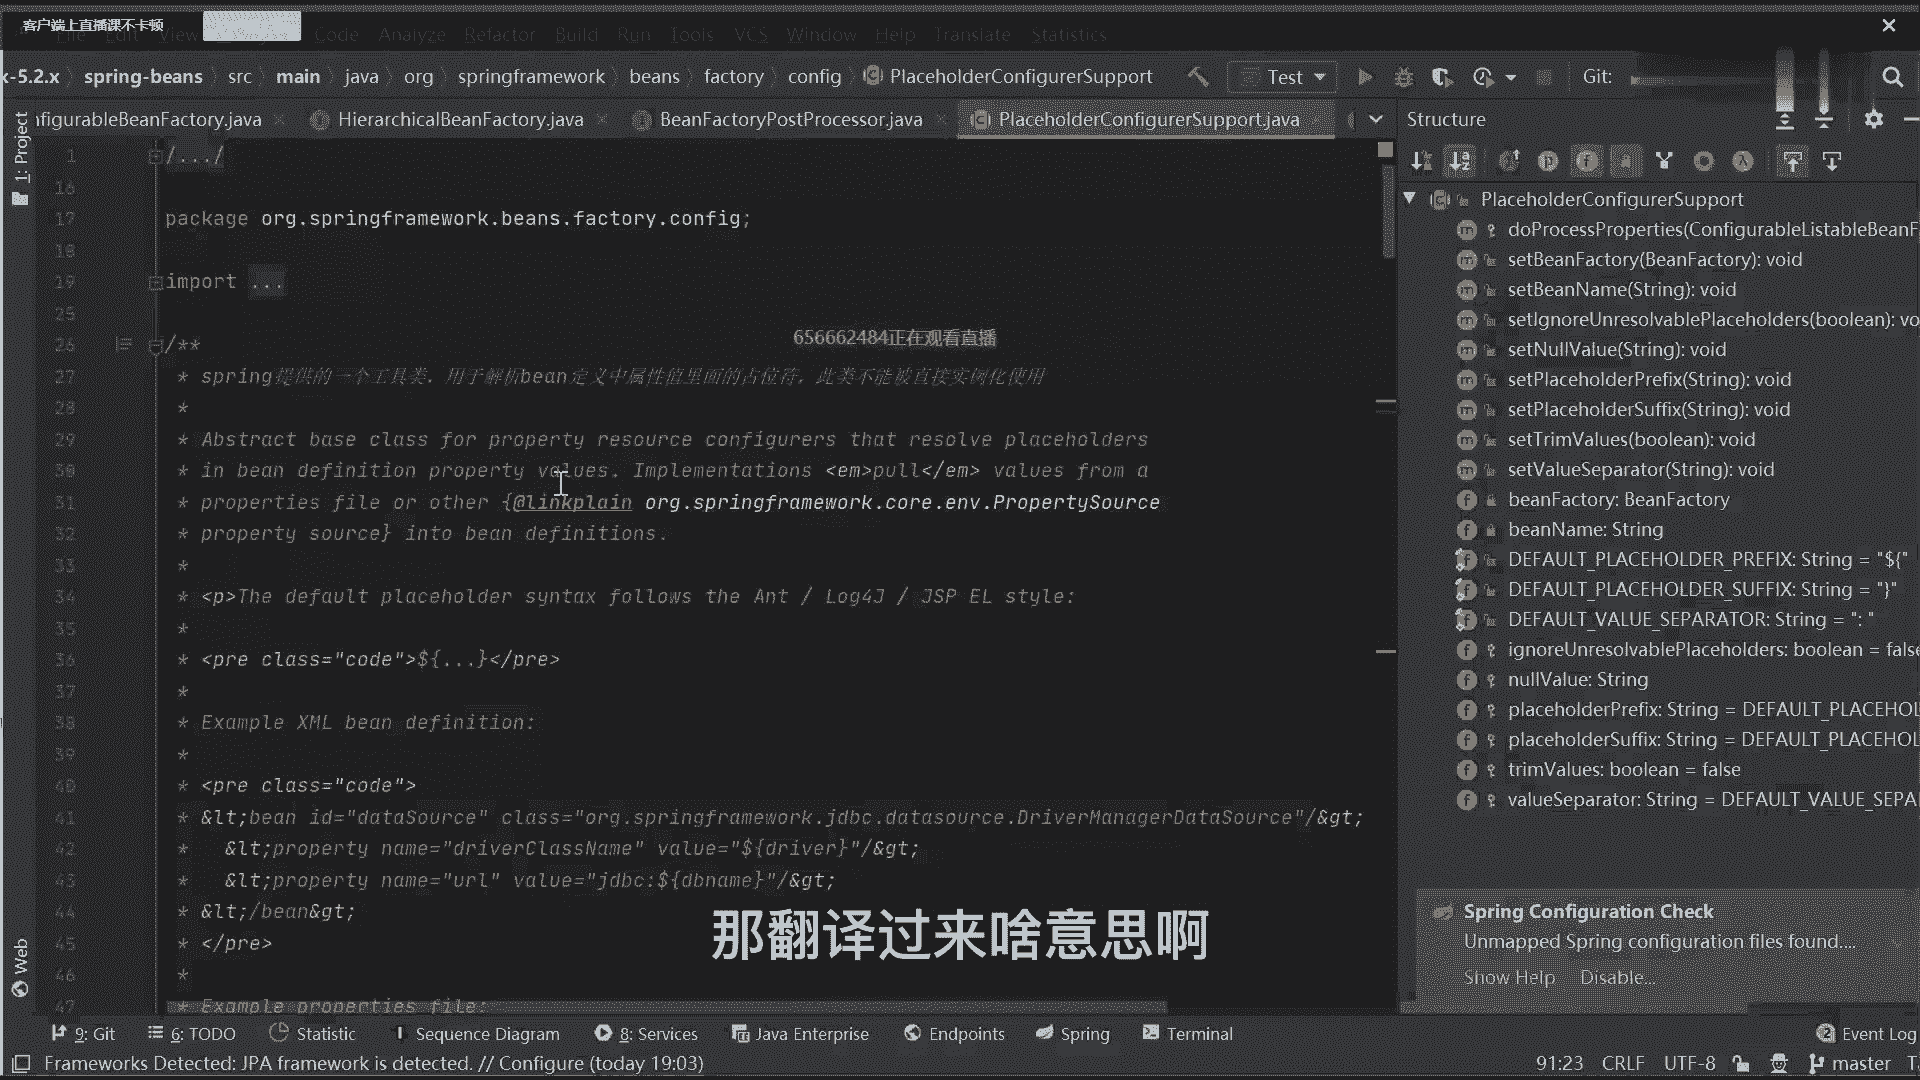 客户端上直播课不卡顿
File Edit View Code Analyze Refactor Build Run Tools VCS Window Help Translate Statistics
x-5.2.x spring-beans src main java org springframework beans factory config PlaceholderConfigurerSupport Test Git:
nfigurableBeanFactory.java HierarchicalBeanFactory.java BeanFactoryPostProcessor.java PlaceholderConfigurerSupport.java Structure
1: Project
1 /.../
16
17 package org.springframework.beans.factory.config;
18
19 import ...
25
656662484正在观看直播
26 /**
27 * spring提供的一个工具类，用于解析bean定义中属性值里面的占位符，此类不能被直接实例化使用
28 *
29 * Abstract base class for property resource configurers that resolve placeholders
30 * in bean definition property values. Implementations <em>pull</em> values from a
31 * properties file or other {@linkplain org.springframework.core.env.PropertySource
32 * property source} into bean definitions.
33 *
34 * <p>The default placeholder syntax follows the Ant / Log4J / JSP EL style:
35 *
36 * <pre class="code">${...}</pre>
37 *
38 * Example XML bean definition:
39 *
40 * <pre class="code">
41 * &lt;bean id="dataSource" class="org.springframework.jdbc.datasource.DriverManagerDataSource"/&gt;
42 * &lt;property name="driverClassName" value="${driver}"/&gt;
43 * &lt;property name="url" value="jdbc:${dbname}"/&gt;
44 * &lt;/bean&gt;
45 * </pre>
46 *
47 * Example properties file:
PlaceholderConfigurerSupport
doProcessProperties(ConfigurableListableBeanF
setBeanFactory(BeanFactory): void
setBeanName(String): void
setIgnoreUnresolvablePlaceholders(boolean): vo
setNullValue(String): void
setPlaceholderPrefix(String): void
setPlaceholderSuffix(String): void
setTrimValues(boolean): void
setValueSeparator(String): void
beanFactory: BeanFactory
beanName: String
DEFAULT_PLACEHOLDER_PREFIX: String = "${"
DEFAULT_PLACEHOLDER_SUFFIX: String = "}"
DEFAULT_VALUE_SEPARATOR: String = ": "
ignoreUnresolvablePlaceholders: boolean = false
nullValue: String
placeholderPrefix: String = DEFAULT_PLACEHOL
placeholderSuffix: String = DEFAULT_PLACEHOL
trimValues: boolean = false
valueSeparator: String = DEFAULT_VALUE_SEPA
Spring Configuration Check
Unmapped Spring configuration files found....
Show Help Disable...
那翻译过来啥意思啊
Web
9: Git 6: TODO Statistic Sequence Diagram 8: Services Java Enterprise Endpoints Spring Terminal 2 Event Log
Frameworks Detected: JPA framework is detected. // Configure (today 19:03) 91:23 CRLF UTF-8 master